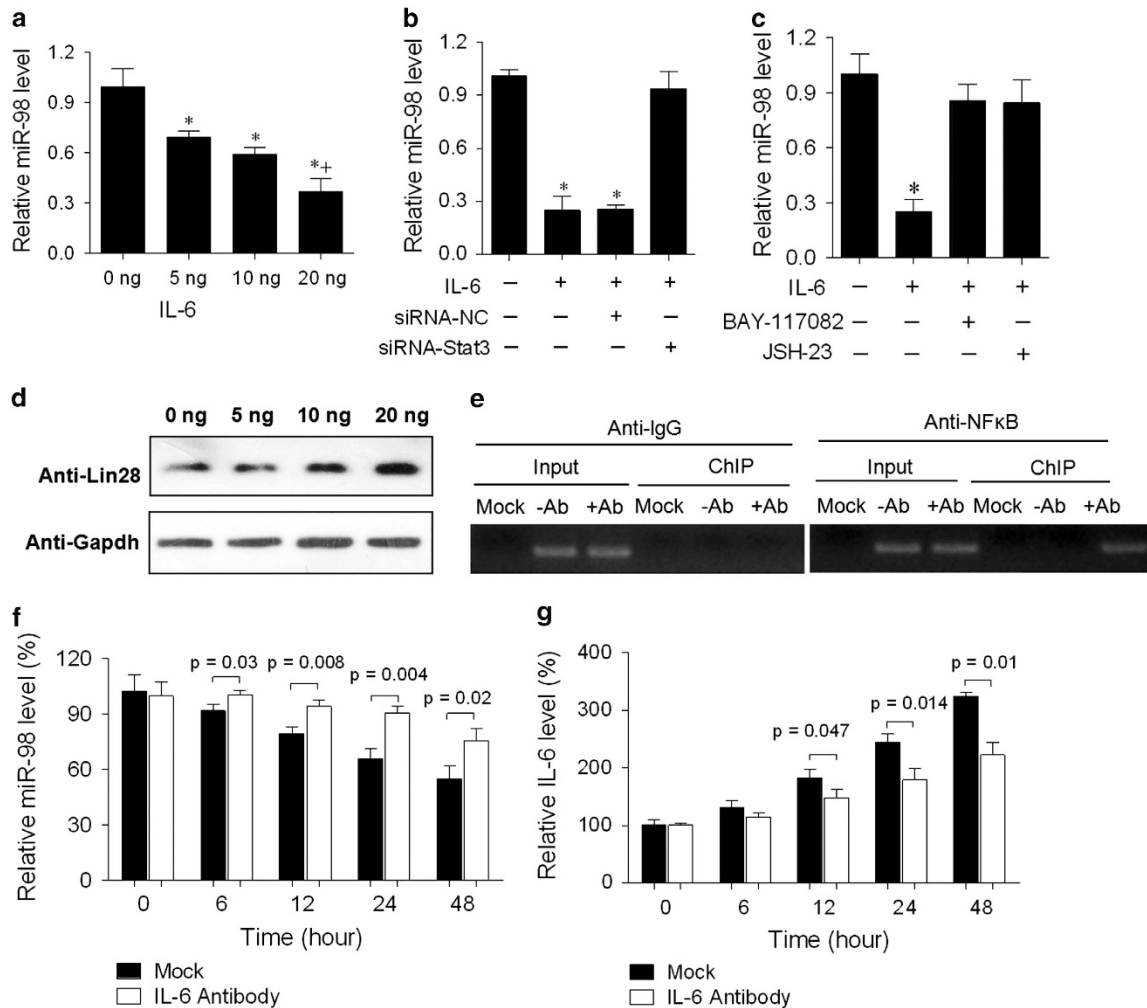 a
Relative miR-98 level
1.2
0.9
0.6
0.3
0.0
* * *+
0 ng 5 ng 10 ng 20 ng
IL-6
b
Relative miR-98 level
1.2
0.9
0.6
0.3
0.0
* *
IL-6 – + + +
siRNA-NC – – + –
siRNA-Stat3 – – – +
c
Relative miR-98 level
1.2
0.9
0.6
0.3
0.0
*
IL-6 – + + +
BAY-117082 – – + –
JSH-23 – – – +
d
0 ng 5 ng 10 ng 20 ng
Anti-Lin28
Anti-Gapdh
e
Anti-IgG Anti-NFκB
Input ChIP Input ChIP
Mock -Ab +Ab Mock -Ab +Ab Mock -Ab +Ab Mock -Ab +Ab
f
Relative miR-98 level (%)
120
90
60
30
0
p = 0.03
p = 0.008
p = 0.004
p = 0.02
0 6 12 24 48
Time (hour)
Mock
IL-6 Antibody
g
Relative IL-6 level (%)
400
300
200
100
0
p = 0.047
p = 0.014
p = 0.01
0 6 12 24 48
Time (hour)
Mock
IL-6 Antibody